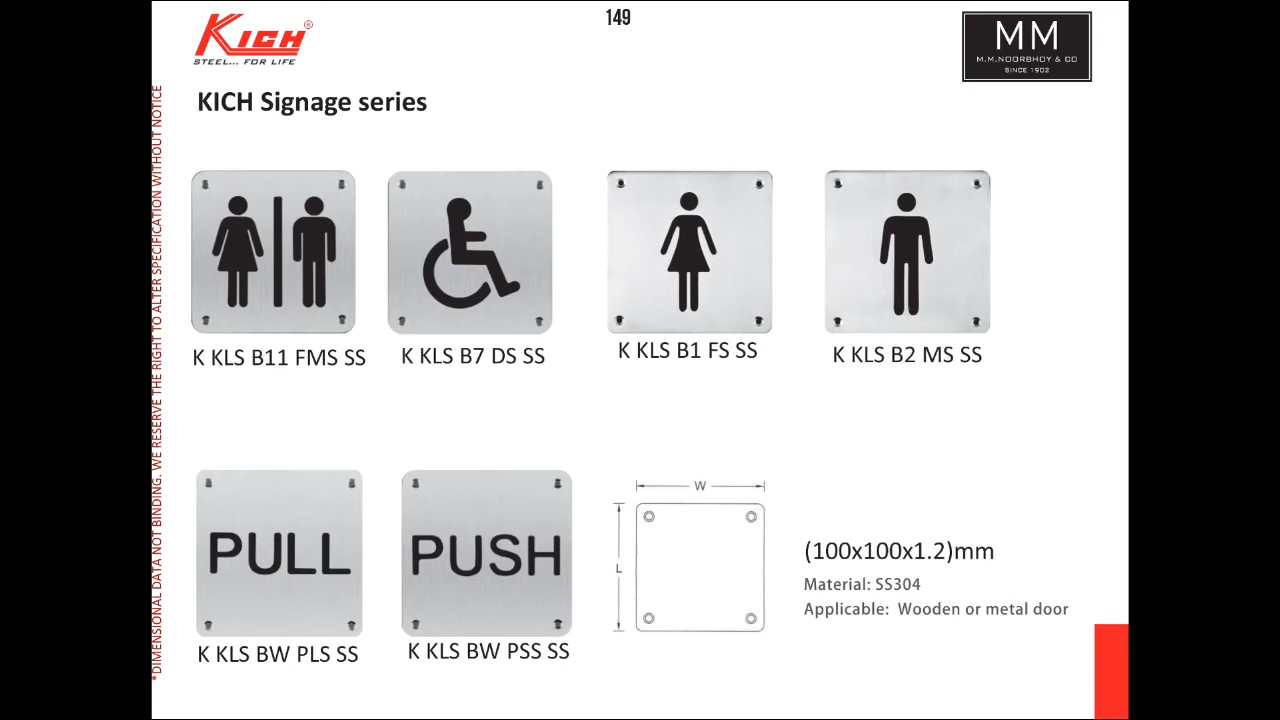 149
KICH®
STEEL... FOR LIFE
MM
M.M.NOORBHOY & CO
SINCE 1902
KICH Signage series
*DIMENSIONAL DATA NOT BINDING. WE RESERVE THE RIGHT TO ALTER SPECIFICATION WITHOUT NOTICE
K KLS B11 FMS SS
K KLS B7 DS SS
K KLS B1 FS SS
K KLS B2 MS SS
PULL
PUSH
W
L
(100x100x1.2)mm
Material: SS304
Applicable: Wooden or metal door
K KLS BW PLS SS
K KLS BW PSS SS